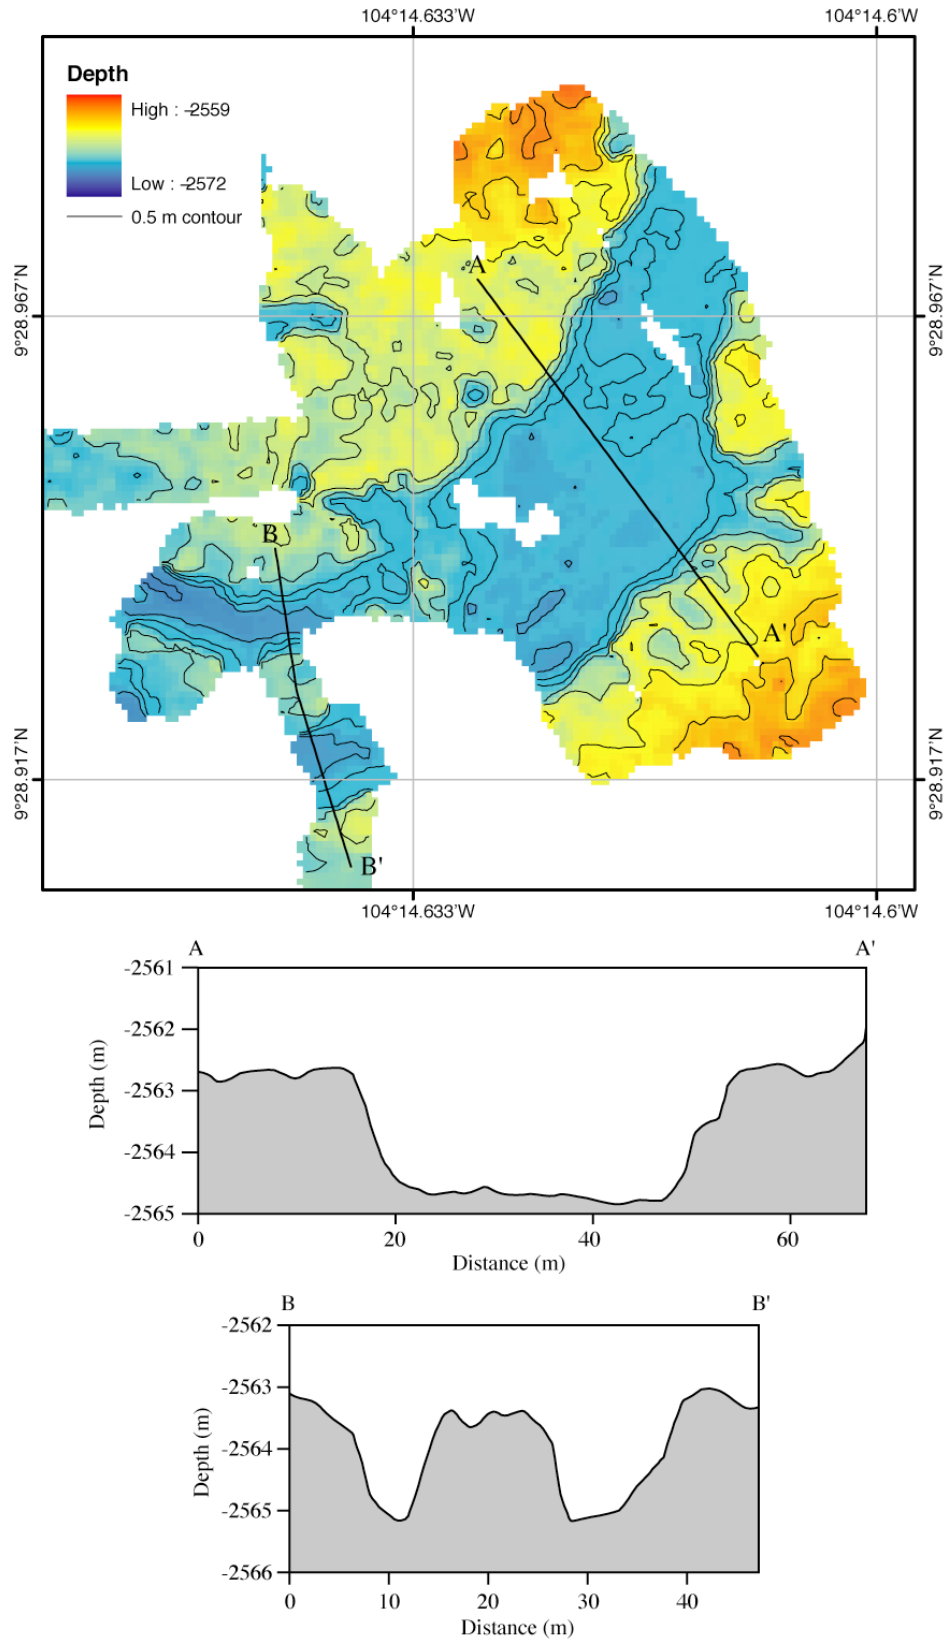 104°14.633'W 104°14.6'W
Depth
High : -2559
Low : -2572
0.5 m contour
9°28.967'N
9°28.967'N
A
B
A'
9°28.917'N
9°28.917'N
B'
104°14.633'W 104°14.6'W
A A'
-2561
-2562
-2563
-2564
-2565
Depth (m)
0 20 40 60
Distance (m)
B B'
-2562
-2563
-2564
-2565
-2566
Depth (m)
0 10 20 30 40
Distance (m)